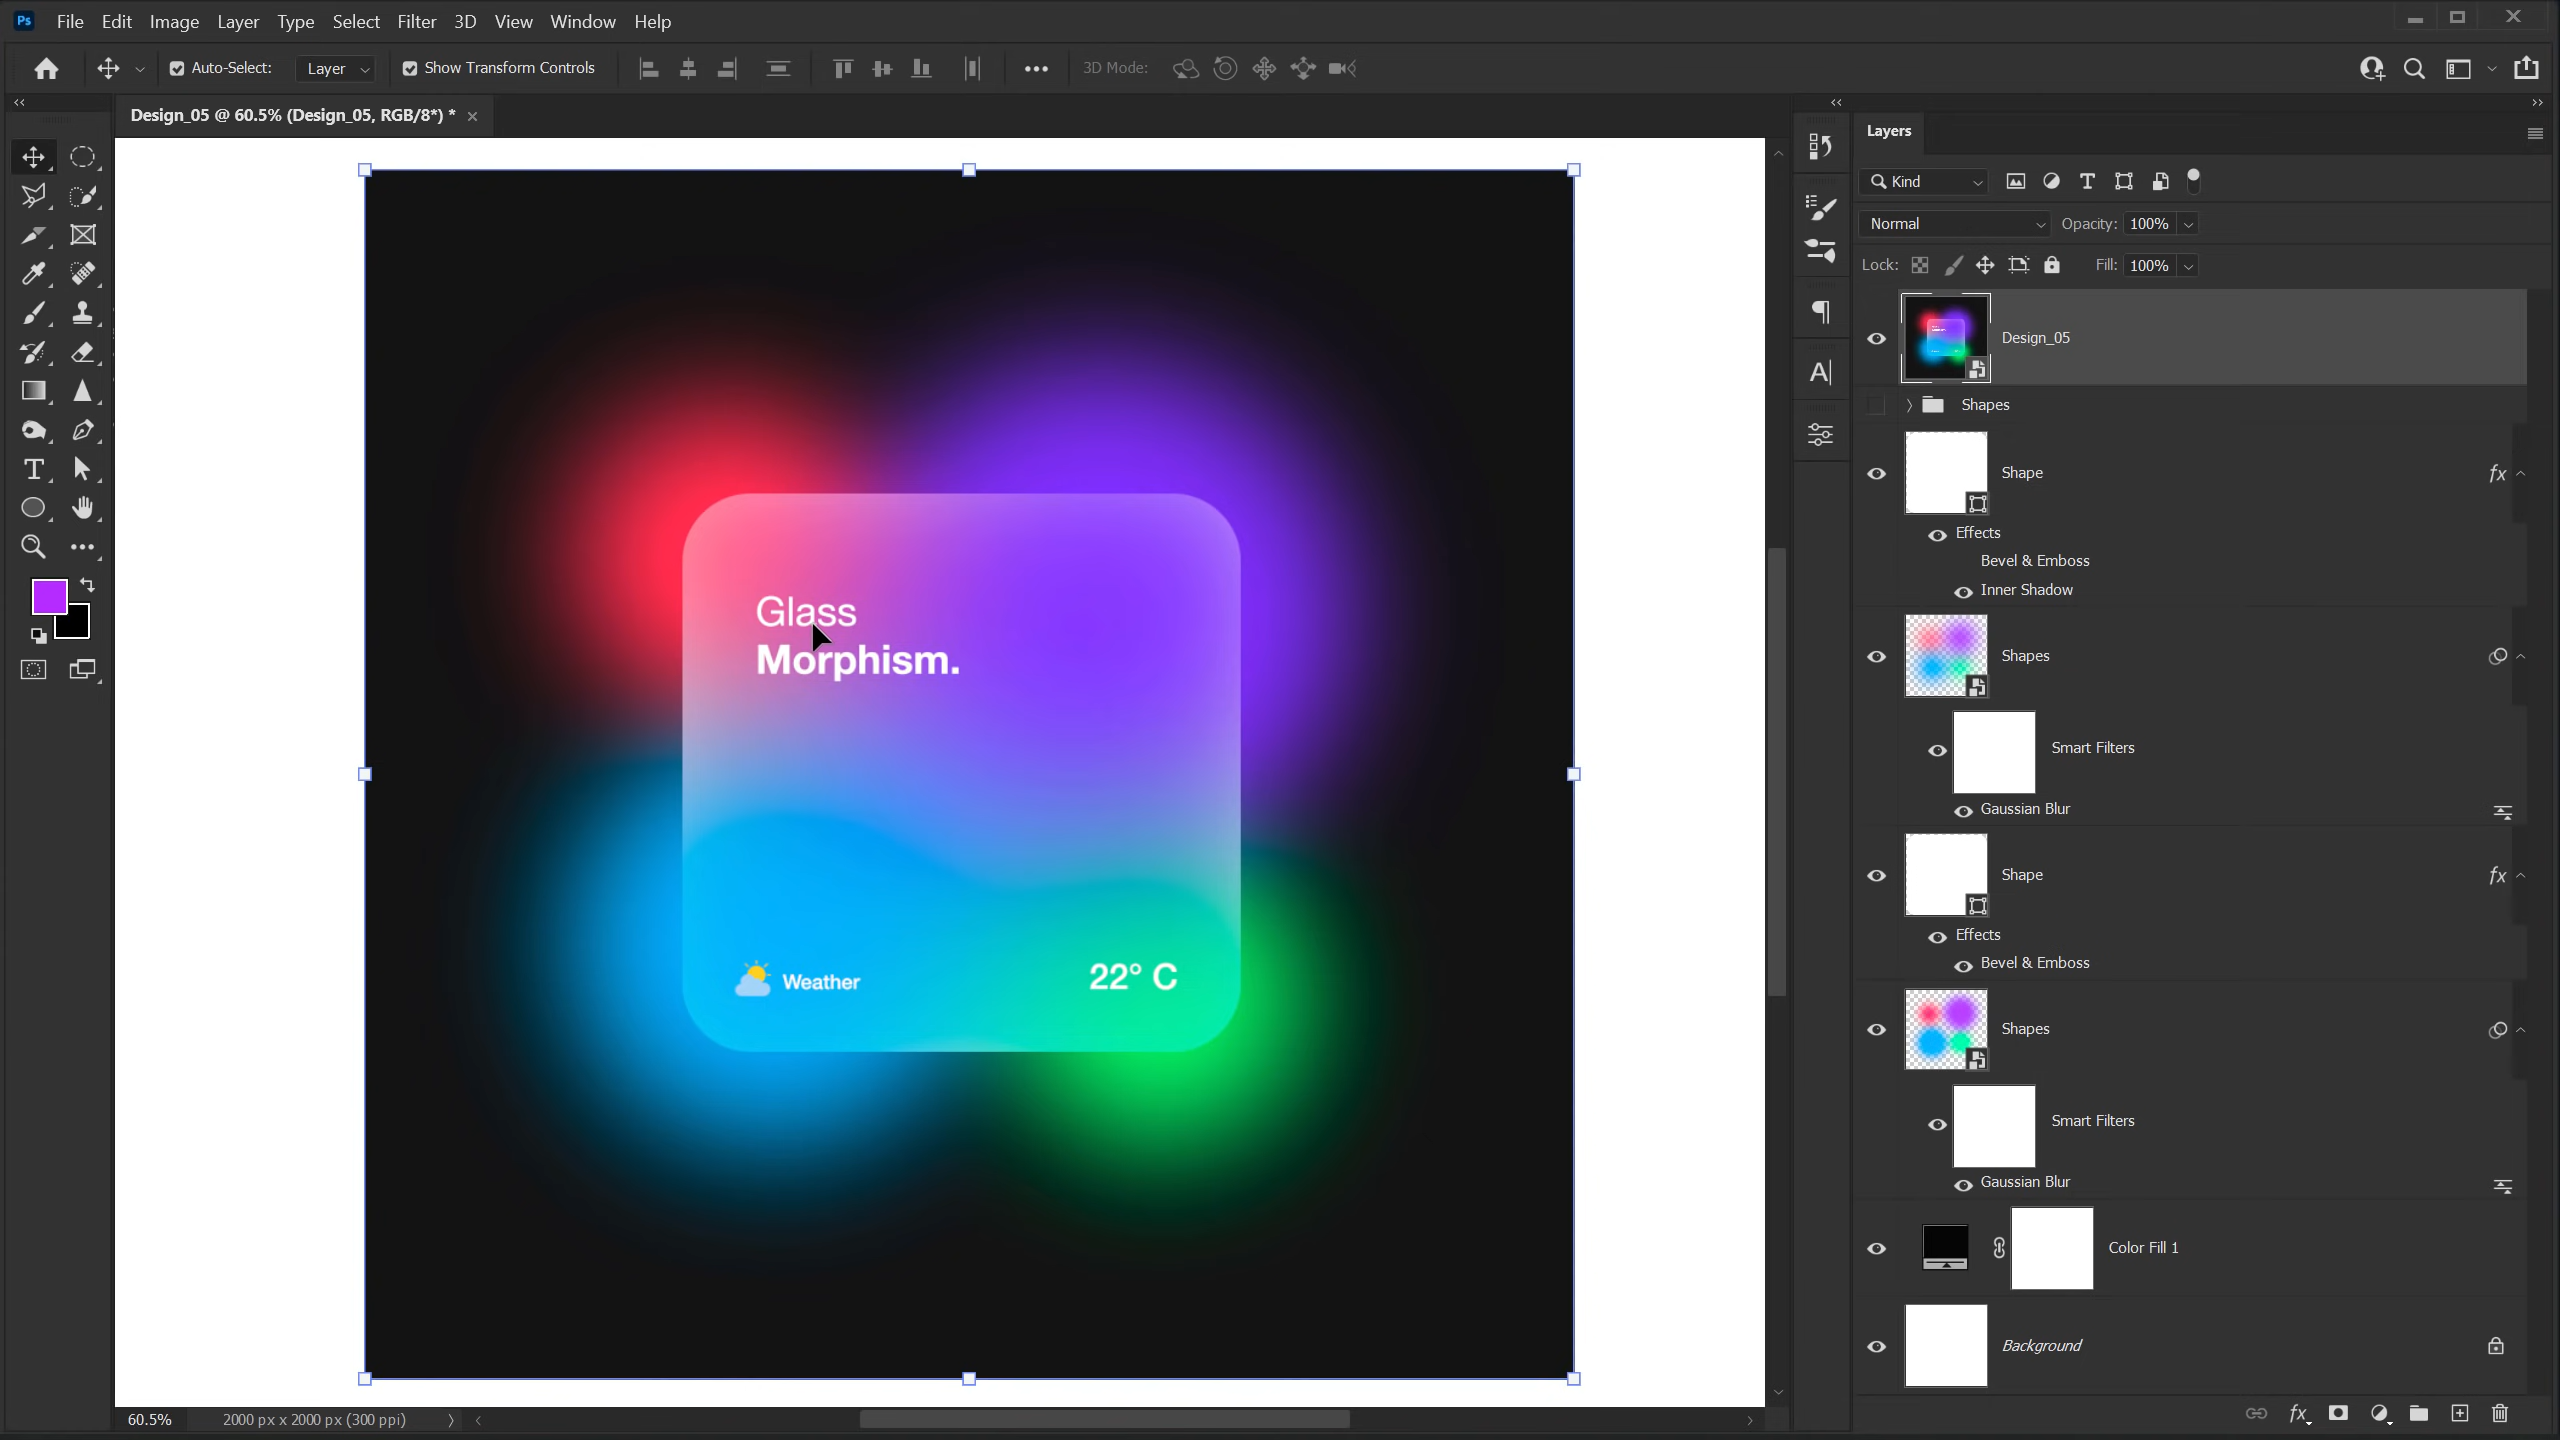 Ps File Edit Image Layer Type Select Filter 3D View Window Help
Auto-Select: Layer Show Transform Controls 3D Mode:
Design_05 @ 60.5% (Design_05, RGB/8*) *
Layers
Kind
Normal Opacity: 100%
Lock: Fill: 100%
Design_05
Shapes
Shape fx
Effects
Bevel & Emboss
Inner Shadow
Shapes
Smart Filters
Gaussian Blur
Shape fx
Effects
Bevel & Emboss
Shapes
Smart Filters
Gaussian Blur
Color Fill 1
Background
Glass
Morphism.
Weather 22° C
60.5% 2000 px x 2000 px (300 ppi)